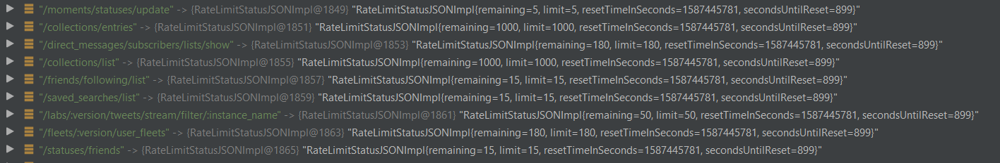 "/moments/statuses/update" -> {RateLimitStatusJSONImpl@1849} "RateLimitStatusJSONImpl{remaining=5, limit=5, resetTimeInSeconds=1587445781, secondsUntilReset=899}"
"/collections/entries" -> {RateLimitStatusJSONImpl@1851} "RateLimitStatusJSONImpl{remaining=1000, limit=1000, resetTimeInSeconds=1587445781, secondsUntilReset=899}"
"/direct_messages/subscribers/lists/show" -> {RateLimitStatusJSONImpl@1853} "RateLimitStatusJSONImpl{remaining=180, limit=180, resetTimeInSeconds=1587445781, secondsUntilReset=899}"
"/collections/list" -> {RateLimitStatusJSONImpl@1855} "RateLimitStatusJSONImpl{remaining=1000, limit=1000, resetTimeInSeconds=1587445781, secondsUntilReset=899}"
"/friends/following/list" -> {RateLimitStatusJSONImpl@1857} "RateLimitStatusJSONImpl{remaining=15, limit=15, resetTimeInSeconds=1587445781, secondsUntilReset=899}"
"/saved_searches/list" -> {RateLimitStatusJSONImpl@1859} "RateLimitStatusJSONImpl{remaining=15, limit=15, resetTimeInSeconds=1587445781, secondsUntilReset=899}"
"/labs/:version/tweets/stream/filter/:instance_name" -> {RateLimitStatusJSONImpl@1861} "RateLimitStatusJSONImpl{remaining=50, limit=50, resetTimeInSeconds=1587445781, secondsUntilReset=899}"
"/fleets/:version/user_fleets" -> {RateLimitStatusJSONImpl@1863} "RateLimitStatusJSONImpl{remaining=180, limit=180, resetTimeInSeconds=1587445781, secondsUntilReset=899}"
"/statuses/friends" -> {RateLimitStatusJSONImpl@1865} "RateLimitStatusJSONImpl{remaining=15, limit=15, resetTimeInSeconds=1587445781, secondsUntilReset=899}"